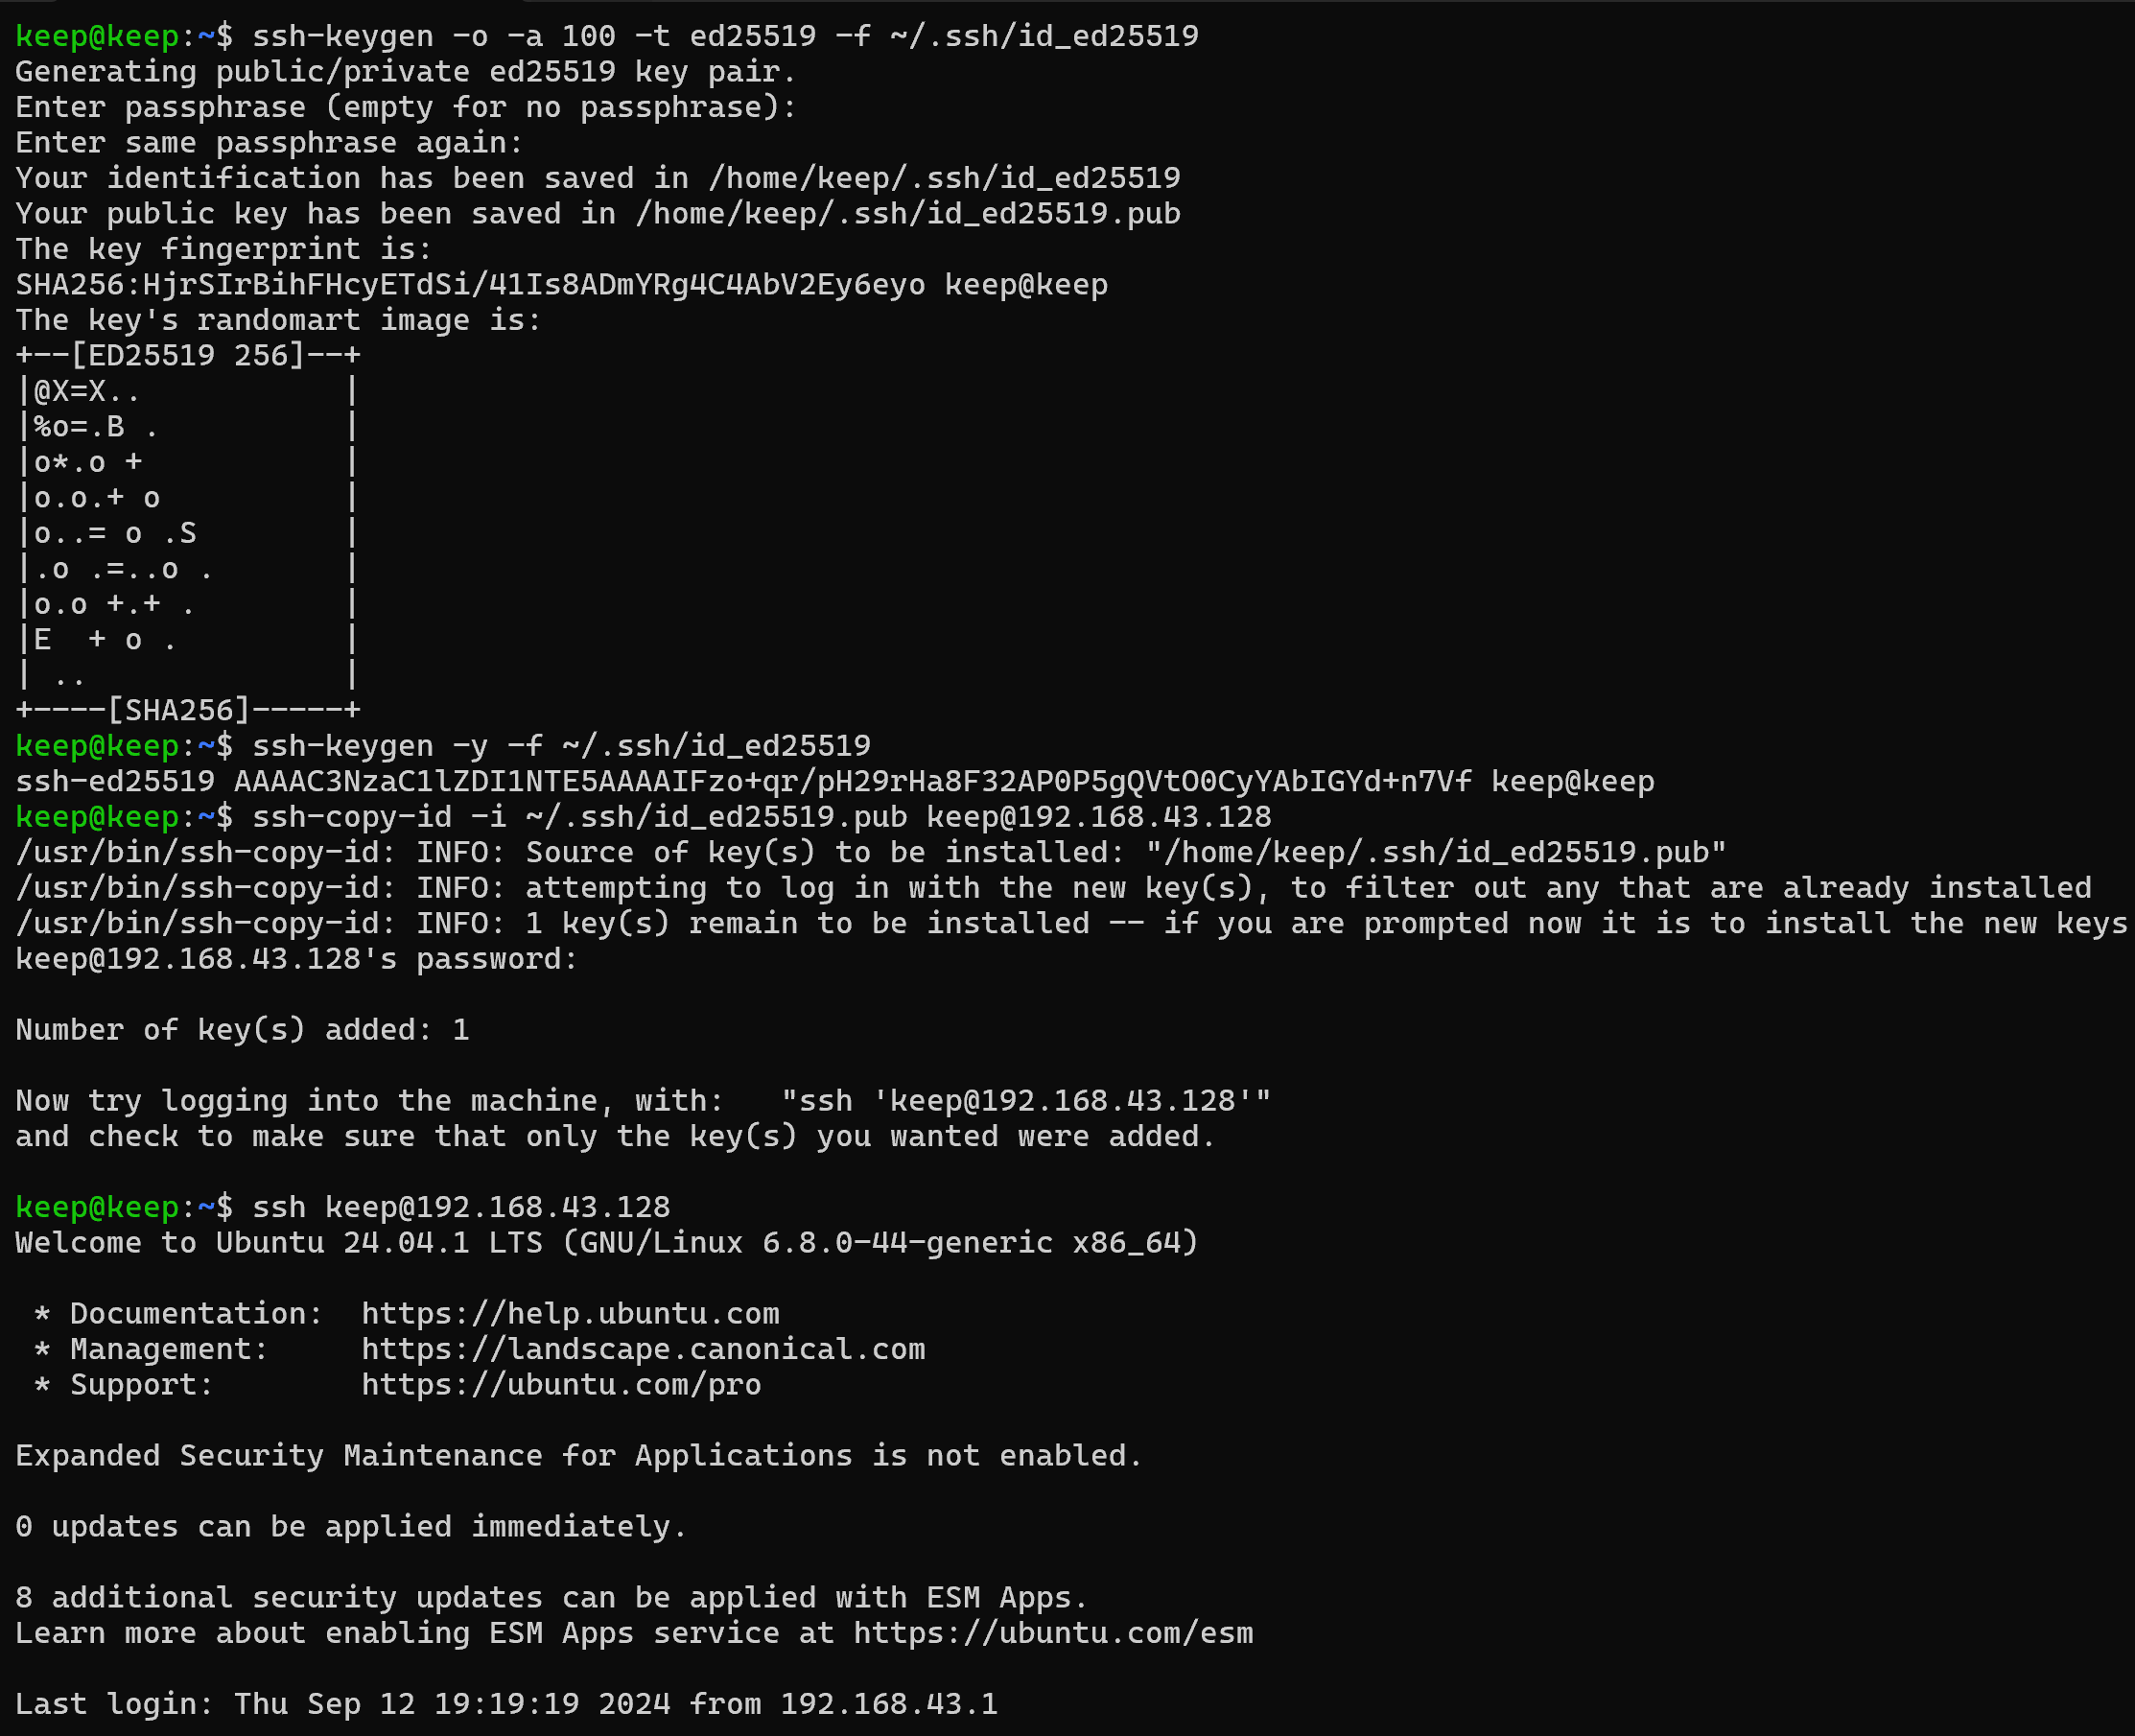 keep@keep:~$ ssh-keygen -o -a 100 -t ed25519 -f ~/.ssh/id_ed25519
Generating public/private ed25519 key pair.
Enter passphrase (empty for no passphrase):
Enter same passphrase again:
Your identification has been saved in /home/keep/.ssh/id_ed25519
Your public key has been saved in /home/keep/.ssh/id_ed25519.pub
The key fingerprint is:
SHA256:HjrSIrBihFHcyETdSi/41Is8ADmYRg4C4AbV2Ey6eyo keep@keep
The key's randomart image is:
+--[ED25519 256]--+
|@X=X..           |
|%o=.B .          |
|o*.o +           |
|o.o.+ o          |
|o..= o .S        |
|.o .=..o .       |
|o.o +.+ .        |
|E  + o .         |
| ..              |
+----[SHA256]-----+
keep@keep:~$ ssh-keygen -y -f ~/.ssh/id_ed25519
ssh-ed25519 AAAAC3NzaC1lZDI1NTE5AAAAIFzo+qr/pH29rHa8F32AP0P5gQVtO0CyYAbIGYd+n7Vf keep@keep
keep@keep:~$ ssh-copy-id -i ~/.ssh/id_ed25519.pub keep@192.168.43.128
/usr/bin/ssh-copy-id: INFO: Source of key(s) to be installed: "/home/keep/.ssh/id_ed25519.pub"
/usr/bin/ssh-copy-id: INFO: attempting to log in with the new key(s), to filter out any that are already installed
/usr/bin/ssh-copy-id: INFO: 1 key(s) remain to be installed -- if you are prompted now it is to install the new keys
keep@192.168.43.128's password:
Number of key(s) added: 1
Now try logging into the machine, with:   "ssh 'keep@192.168.43.128'"
and check to make sure that only the key(s) you wanted were added.
keep@keep:~$ ssh keep@192.168.43.128
Welcome to Ubuntu 24.04.1 LTS (GNU/Linux 6.8.0-44-generic x86_64)
 * Documentation:  https://help.ubuntu.com
 * Management:     https://landscape.canonical.com
 * Support:        https://ubuntu.com/pro
Expanded Security Maintenance for Applications is not enabled.
0 updates can be applied immediately.
8 additional security updates can be applied with ESM Apps.
Learn more about enabling ESM Apps service at https://ubuntu.com/esm
Last login: Thu Sep 12 19:19:19 2024 from 192.168.43.1